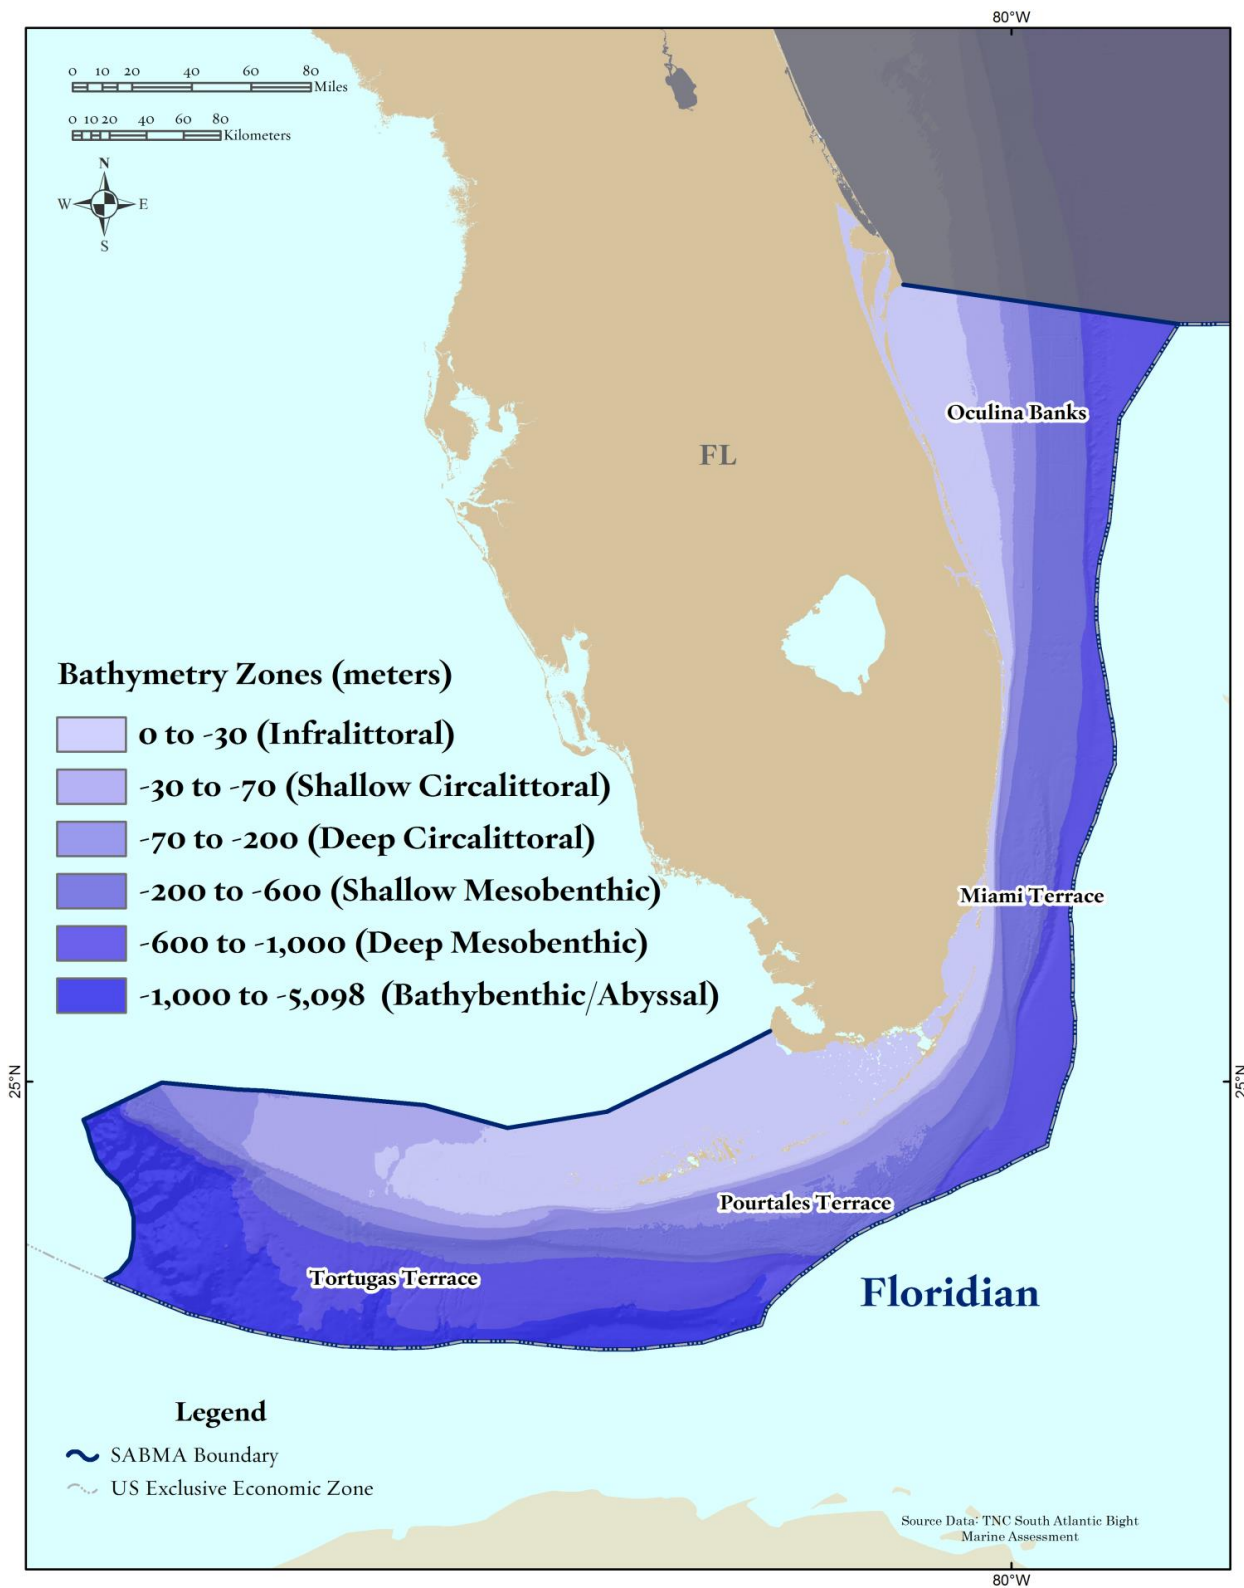 80°W
0 10 20 40 60 80
Miles
0 10 20 40 60 80
Kilometers
N
W E
S
Oculina Banks
FL
Bathymetry Zones (meters)
0 to -30 (Infralittoral)
-30 to -70 (Shallow Circalittoral)
-70 to -200 (Deep Circalittoral)
-200 to -600 (Shallow Mesobenthic)
-600 to -1,000 (Deep Mesobenthic)
-1,000 to -5,098 (Bathybenthic/Abyssal)
Miami Terrace
25°N
25°N
Pourtales Terrace
Tortugas Terrace
Floridian
Legend
SABMA Boundary
US Exclusive Economic Zone
Source Data: TNC South Atlantic Bight
Marine Assessment
80°W